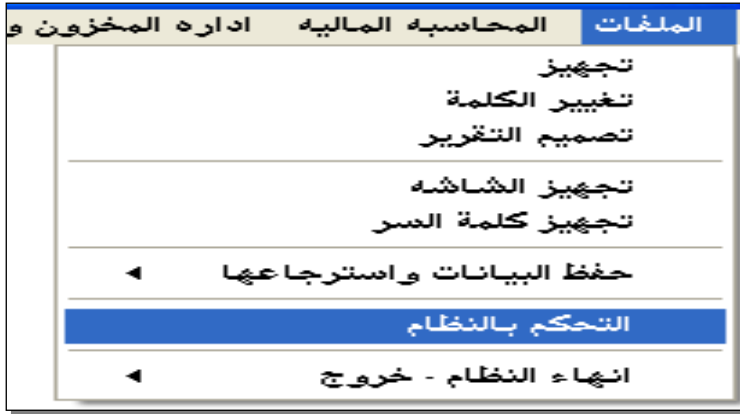 الملفات المحاسبه الماليه اداره المخزون و
تجهيز
تغيير الكلمة
تصميم التقرير
تجهيز الشاشه
تجهيز كلمة السر
حفظ البيانات واسترجاعها
التحكم بالنظام
انهاء النظام - خروج